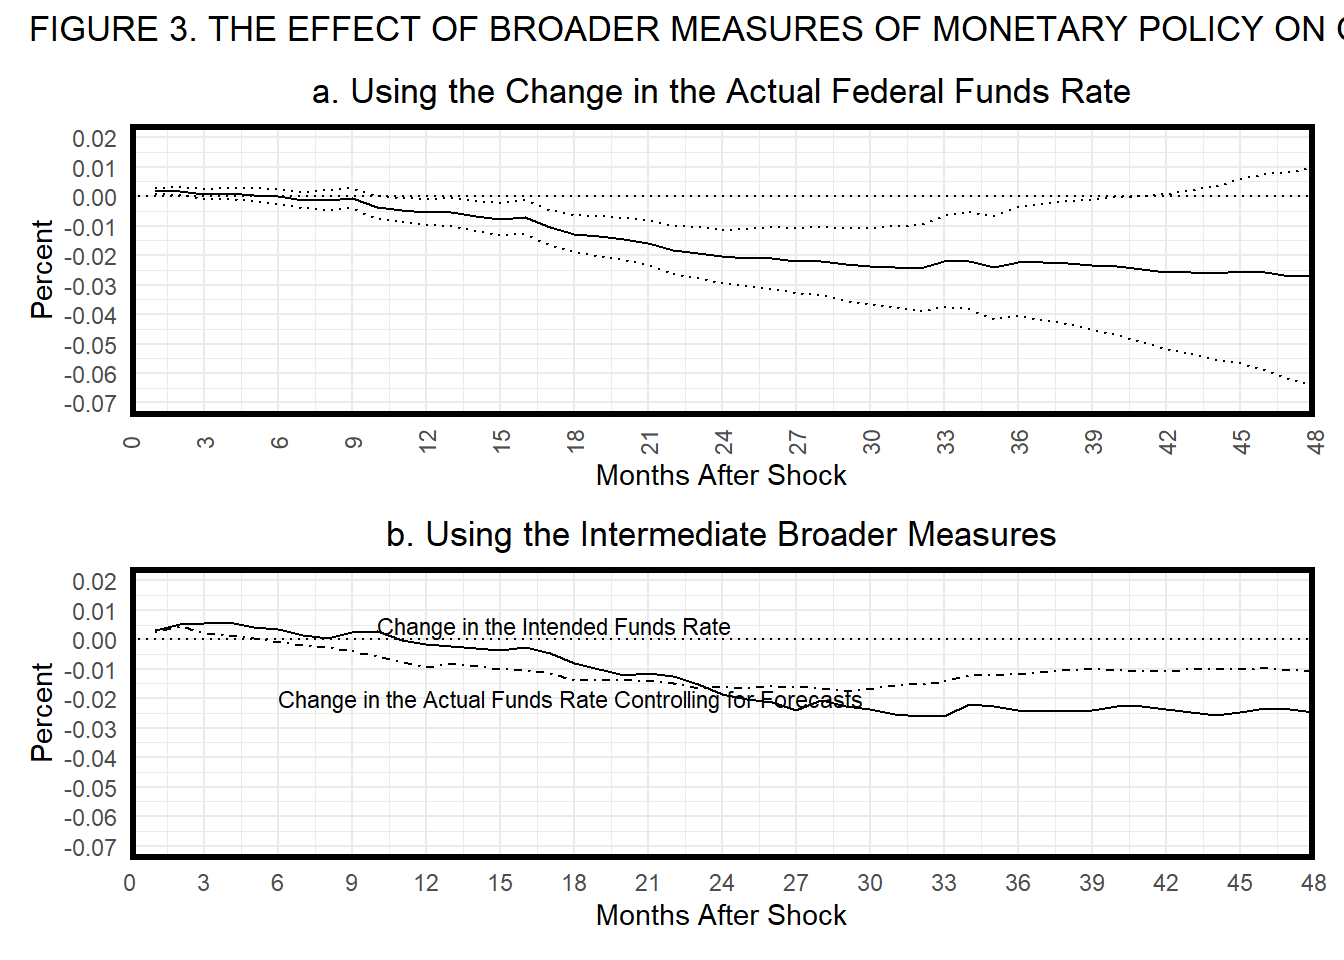 FIGURE 3. THE EFFECT OF BROADER MEASURES OF MONETARY POLICY ON
a. Using the Change in the Actual Federal Funds Rate
0.02
0.01
0.00
-0.01
-0.02
-0.03
-0.04
-0.05
-0.06
-0.07
Percent
0 3 6 9 12 15 18 21 24 27 30 33 36 39 42 45 48
Months After Shock
b. Using the Intermediate Broader Measures
0.02
0.01
0.00
-0.01
-0.02
-0.03
-0.04
-0.05
-0.06
-0.07
Percent
Change in the Intended Funds Rate
Change in the Actual Funds Rate Controlling for Forecasts
0 3 6 9 12 15 18 21 24 27 30 33 36 39 42 45 48
Months After Shock